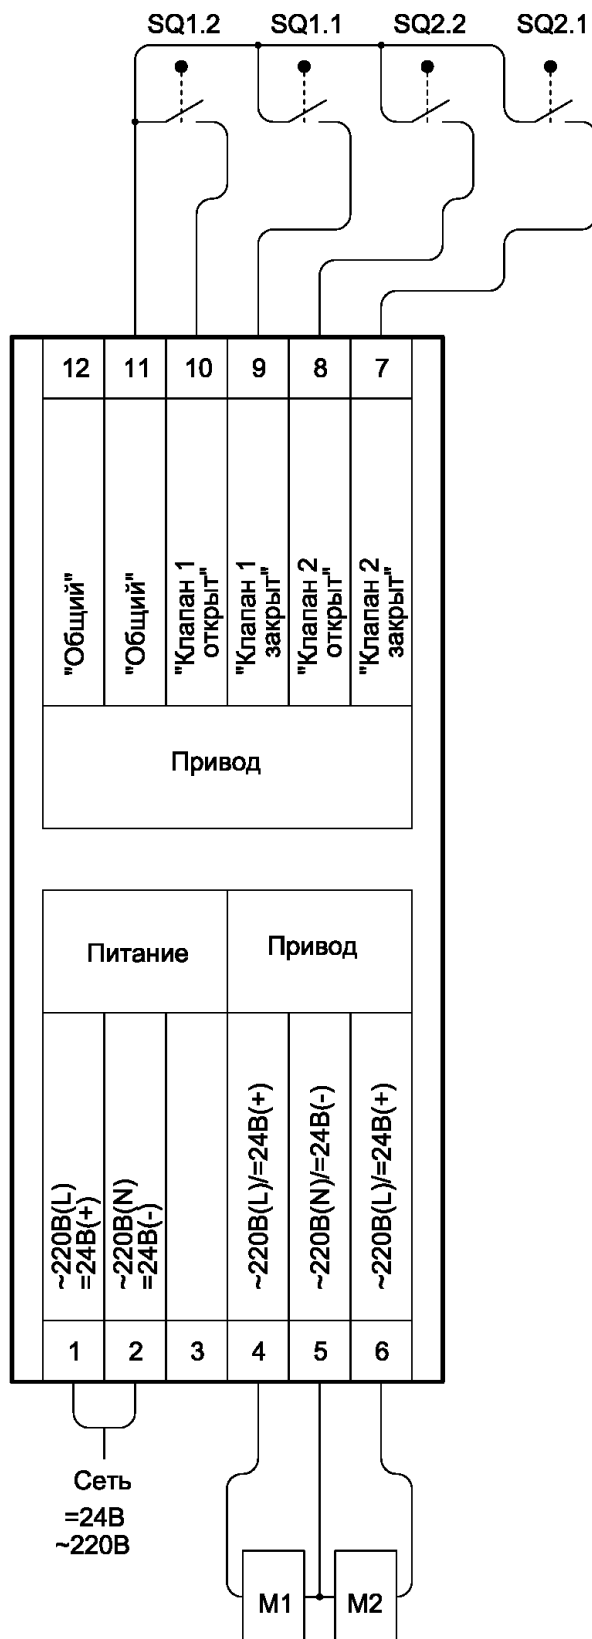 SQ1.2 SQ1.1 SQ2.2 SQ2.1
12 11 10 9 8 7
"Общий"
"Общий"
"Клапан 1
открыт"
"Клапан 1
закрыт"
"Клапан 2
открыт"
"Клапан 2
закрыт"
Привод
Питание Привод
~220В(L)
=24В(+)
~220В(N)
=24В(-)
~220В(L)/=24В(+)
~220В(N)/=24В(-)
~220В(L)/=24В(+)
1 2 3 4 5 6
Сеть
=24В
~220В
М1 М2